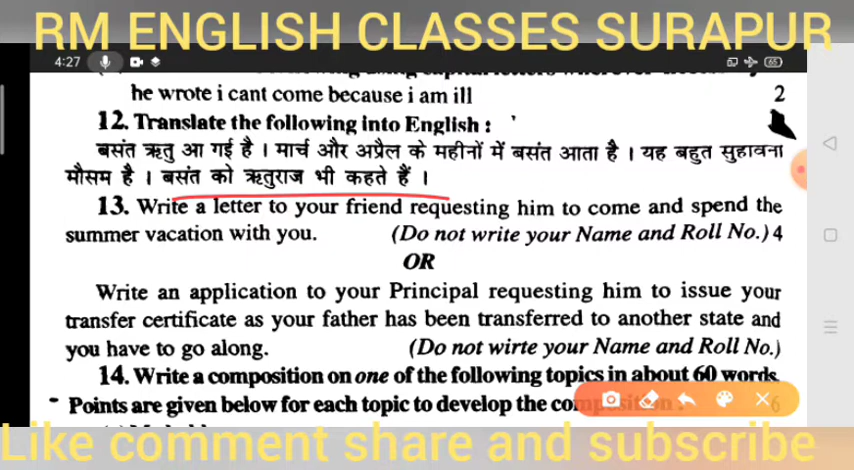 RM ENGLISH CLASSES SURAPUR
4:27
65
he wrote i cant come because i am ill 2
12. Translate the following into English :
बसंत ऋतु आ गई है । मार्च और अप्रैल के महीनों में बसंत आता है । यह बहुत सुहावना
मौसम है । बसंत को ऋतुराज भी कहते हैं ।
13. Write a letter to your friend requesting him to come and spend the
summer vacation with you. (Do not write your Name and Roll No.) 4
OR
Write an application to your Principal requesting him to issue your
transfer certificate as your father has been transferred to another state and
you have to go along. (Do not wirte your Name and Roll No.)
14. Write a composition on one of the following topics in about 60 words.
Points are given below for each topic to develop the composition : 6
Like comment share and subscribe